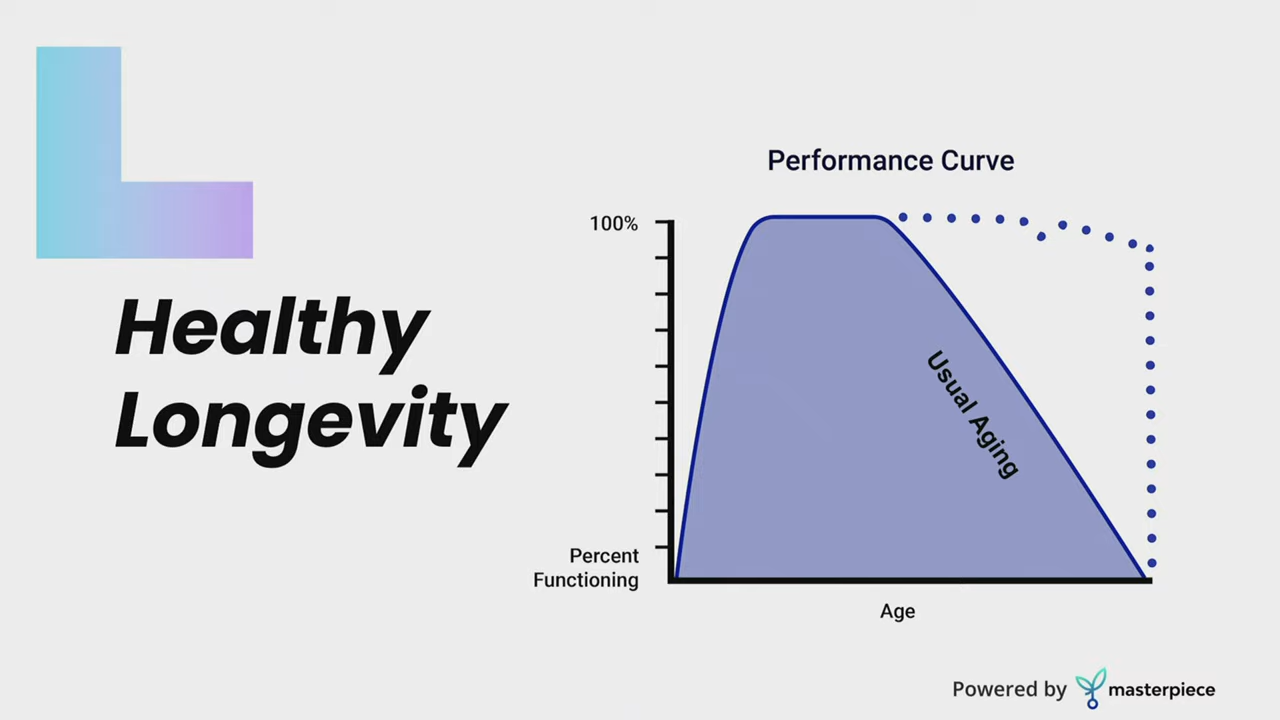 Healthy
Longevity
Performance Curve
100%
Usual Aging
Percent
Functioning
Age
Powered by masterpiece